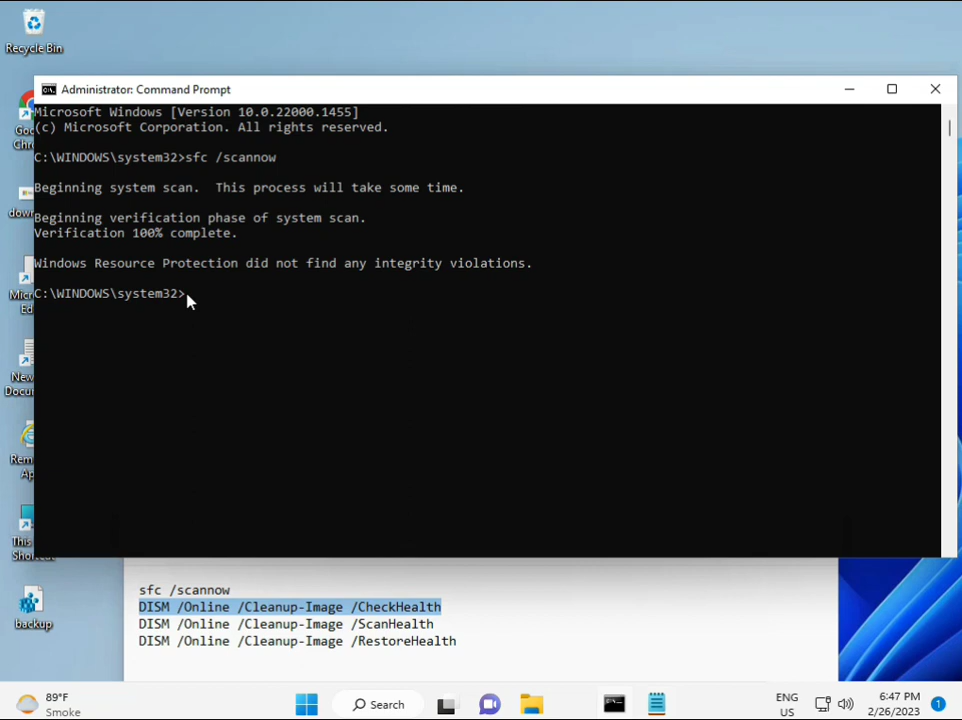 Recycle Bin
Administrator: Command Prompt
Microsoft Windows [Version 10.0.22000.1455]
(c) Microsoft Corporation. All rights reserved.
C:\WINDOWS\system32>sfc /scannow
Beginning system scan.  This process will take some time.
Beginning verification phase of system scan.
Verification 100% complete.
Windows Resource Protection did not find any integrity violations.
C:\WINDOWS\system32>
backup
sfc /scannow
DISM /Online /Cleanup-Image /CheckHealth
DISM /Online /Cleanup-Image /ScanHealth
DISM /Online /Cleanup-Image /RestoreHealth
89°F
Smoke
Search
ENG
US
6:47 PM
2/26/2023
1